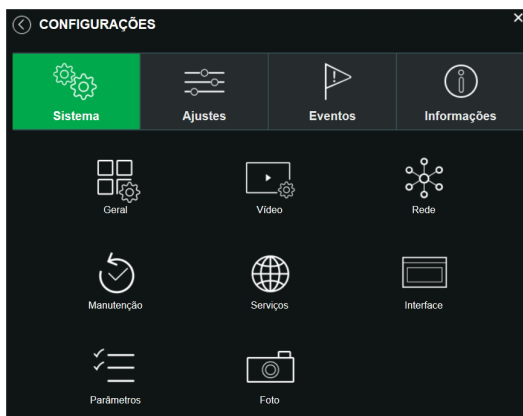 CONFIGURAÇÕES
Sistema
Ajustes
Eventos
Informações
Geral
Vídeo
Rede
Manutenção
Serviços
Interface
Parâmetros
Foto